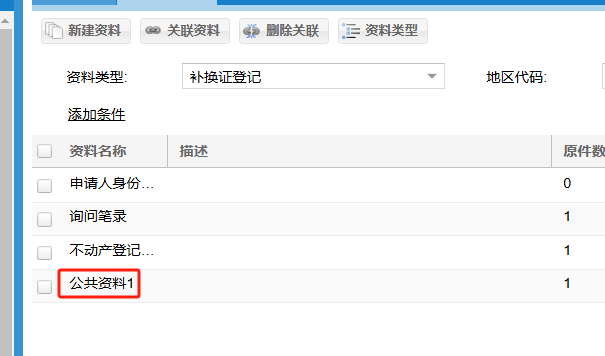 新建资料 关联资料 删除关联 资料类型
资料类型: 补换证登记 地区代码:
添加条件
资料名称 描述 原件数
申请人身份... 0
询问笔录 1
不动产登记... 1
公共资料1 1